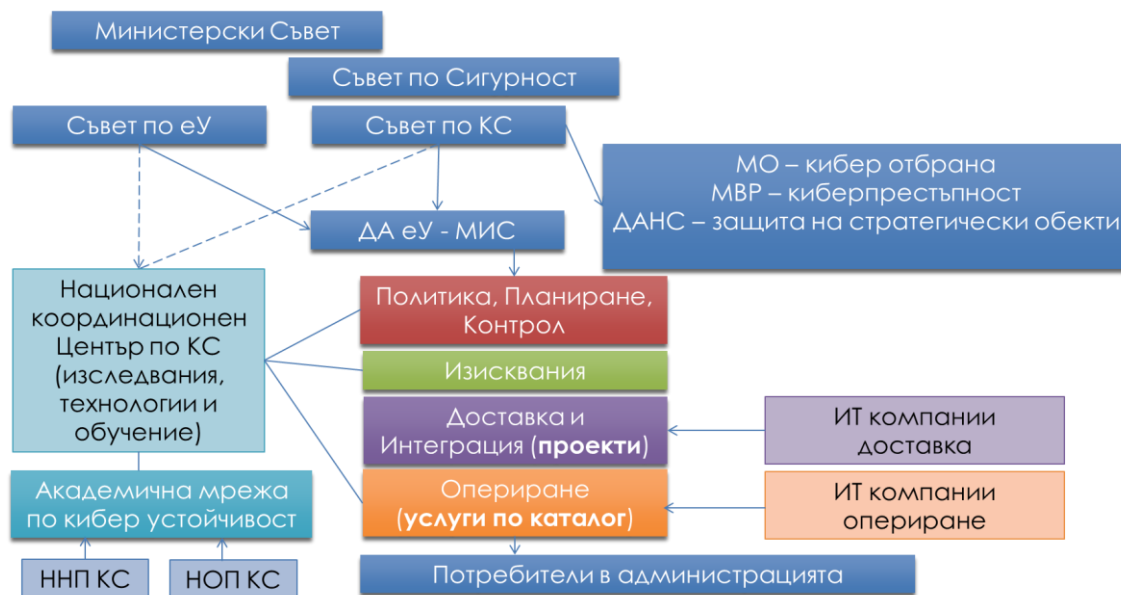 Министерски Съвет
Съвет по Сигурност
Съвет по еУ
Съвет по КС
МО – кибер отбрана
МВР – киберпрестъпност
ДАНС – защита на стратегически обекти
ДА еУ - МИС
Национален
координационен
Център по КС
(изследвания,
технологии и
обучение)
Политика, Планиране,
Контрол
Изисквания
Доставка и
Интеграция (проекти)
ИТ компании
доставка
Опериране
(услуги по каталог)
ИТ компании
опериране
Академична мрежа
по кибер устойчивост
ННП КС
НОП КС
Потребители в администрацията